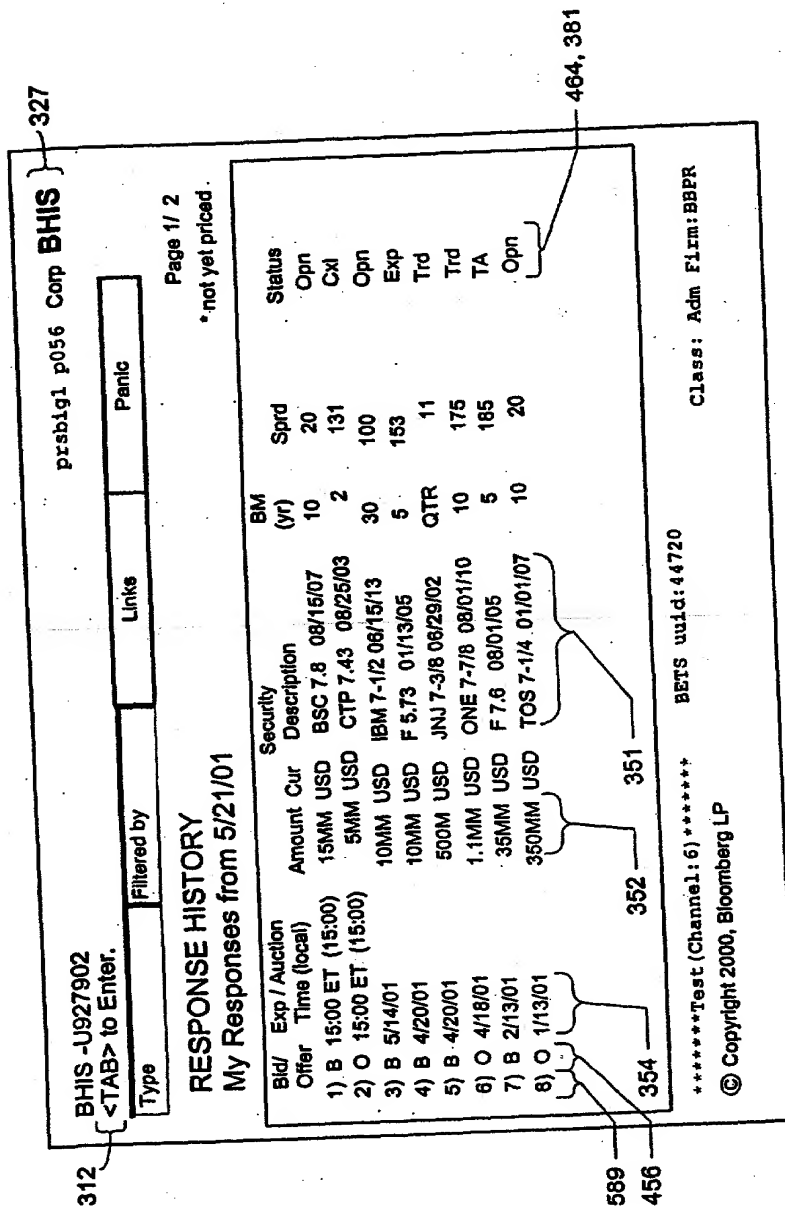 prsbig1 p056 Corp BHIS 327
BHIS -U927902
312 <TAB> to Enter.
Type Filtered by Links Panic
RESPONSE HISTORY Page 1/ 2
My Responses from 5/21/01 * not yet priced.
Bid/ Exp / Auction Security BM
Offer Time (local) Amount Cur Description (yr) Sprd Status
1) B 15:00 ET (15:00) 15MM USD BSC 7.8 08/15/07 10 20 Opn
2) O 15:00 ET (15:00) 5MM USD CTP 7.43 08/25/03 2 131 Cxl
3) B 5/14/01 10MM USD IBM 7-1/2 06/15/13 30 100 Opn
4) B 4/20/01 10MM USD F 5.73 01/13/05 5 153 Exp
5) B 4/20/01 500M USD JNJ 7-3/8 06/29/02 QTR 11 Trd
6) O 4/18/01 1.1MM USD ONE 7-7/8 08/01/10 10 175 Trd
7) B 2/13/01 35MM USD F 7.6 08/01/05 5 185 TA
8) O 1/13/01 350MM USD TOS 7-1/4 01/01/07 10 20 Opn
589
456
354 352 351 464, 381
*******Test(Channel:6)******* BETS uuid:44720 Class: Adm Firm:BBPR
© Copyright 2000, Bloomberg LP